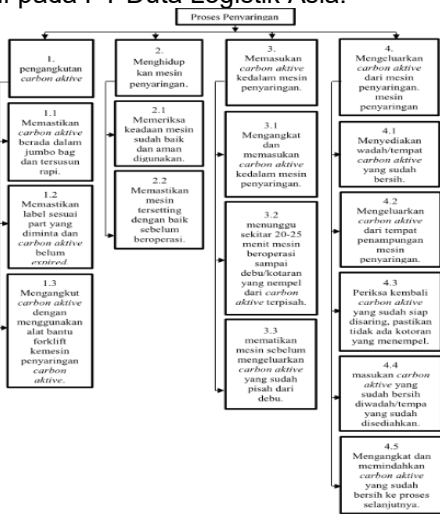 pada PT Duta Logistik Asia.
Proses Penyaringan
1.
pengangkutan
carbon aktive
1.1
Memastikan
carbon aktive
berada dalam
jumbo bag
dan tersusun
rapi.
1.2
Memastikan
label sesuai
part yang
diminta dan
carbon aktive
belum
expired
1.3
Mengangkut
carbon aktive
dengan
menggunakan
alat bantu
forklift
kemesin
penyaringan
carbon
aktive.
2.
Menghidup
kan mesin
penyaringan.
2.1
Memeriksa
keadaan mesin
sudah baik
dan aman
digunakan.
2.2
Memastikan
mesin
tersetting
dengan baik
sebelum
beroperasi.
3.
Memasukan
carbon aktive
kedalam mesin
penyaringan.
3.1
Mengangkat
dan
memasukan
carbon aktive
kedalam mesin
penyaringan.
3.2
menunggu
sekitar 20-25
menit mesin
beroperasi
sampai
debu/kotaran
yang nempel
dari carbon
aktive terpisah.
3.3
mematikan
mesin sebelum
mengeluarkan
carbon aktive
yang sudah
pisah dari
debu.
4.
Mengeluarkan
carbon aktive
dari mesin
penyaringan.
mesin
penyaringan
4.1
Menyediakan
wadah/tempat
carbon aktive
yang sudah
bersih.
4.2
Mengeluarkan
carbon aktive
dari tempat
penampungan
mesin
penyaringan.
4.3
Periksa kembali
carbon aktive
yang sudah siap
disaring, pastikan
tidak ada kotoran
yang menempel.
4.4
masukan carbon
aktive yang
sudah bersih
diwadah/tempa
yang sudah
disediahkan.
4.5
Mengangkat dan
memindahkan
carbon aktive
yang sudah
bersih ke proses
selanjutnya.